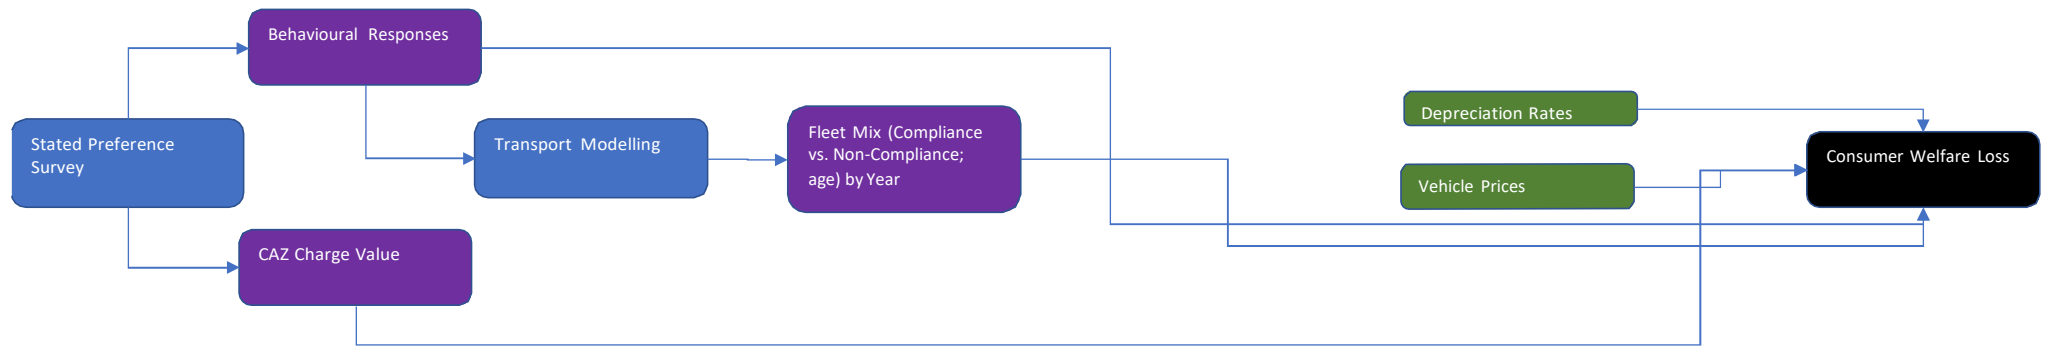 Behavioural Responses
Stated Preference
Survey
Transport Modelling
Fleet Mix (Compliance
vs. Non-Compliance;
age) by Year
CAZ Charge Value
Depreciation Rates
Vehicle Prices
Consumer Welfare Loss